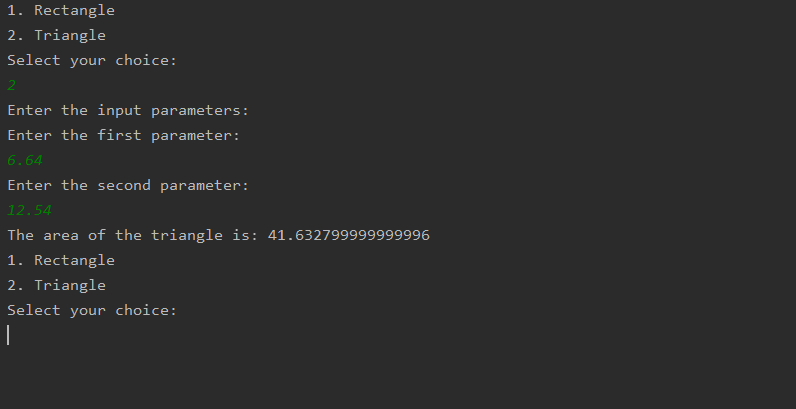 1. Rectangle
2. Triangle
Select your choice:
2
Enter the input parameters:
Enter the first parameter:
6.64
Enter the second parameter:
12.54
The area of the triangle is: 41.632799999999996
1. Rectangle
2. Triangle
Select your choice: